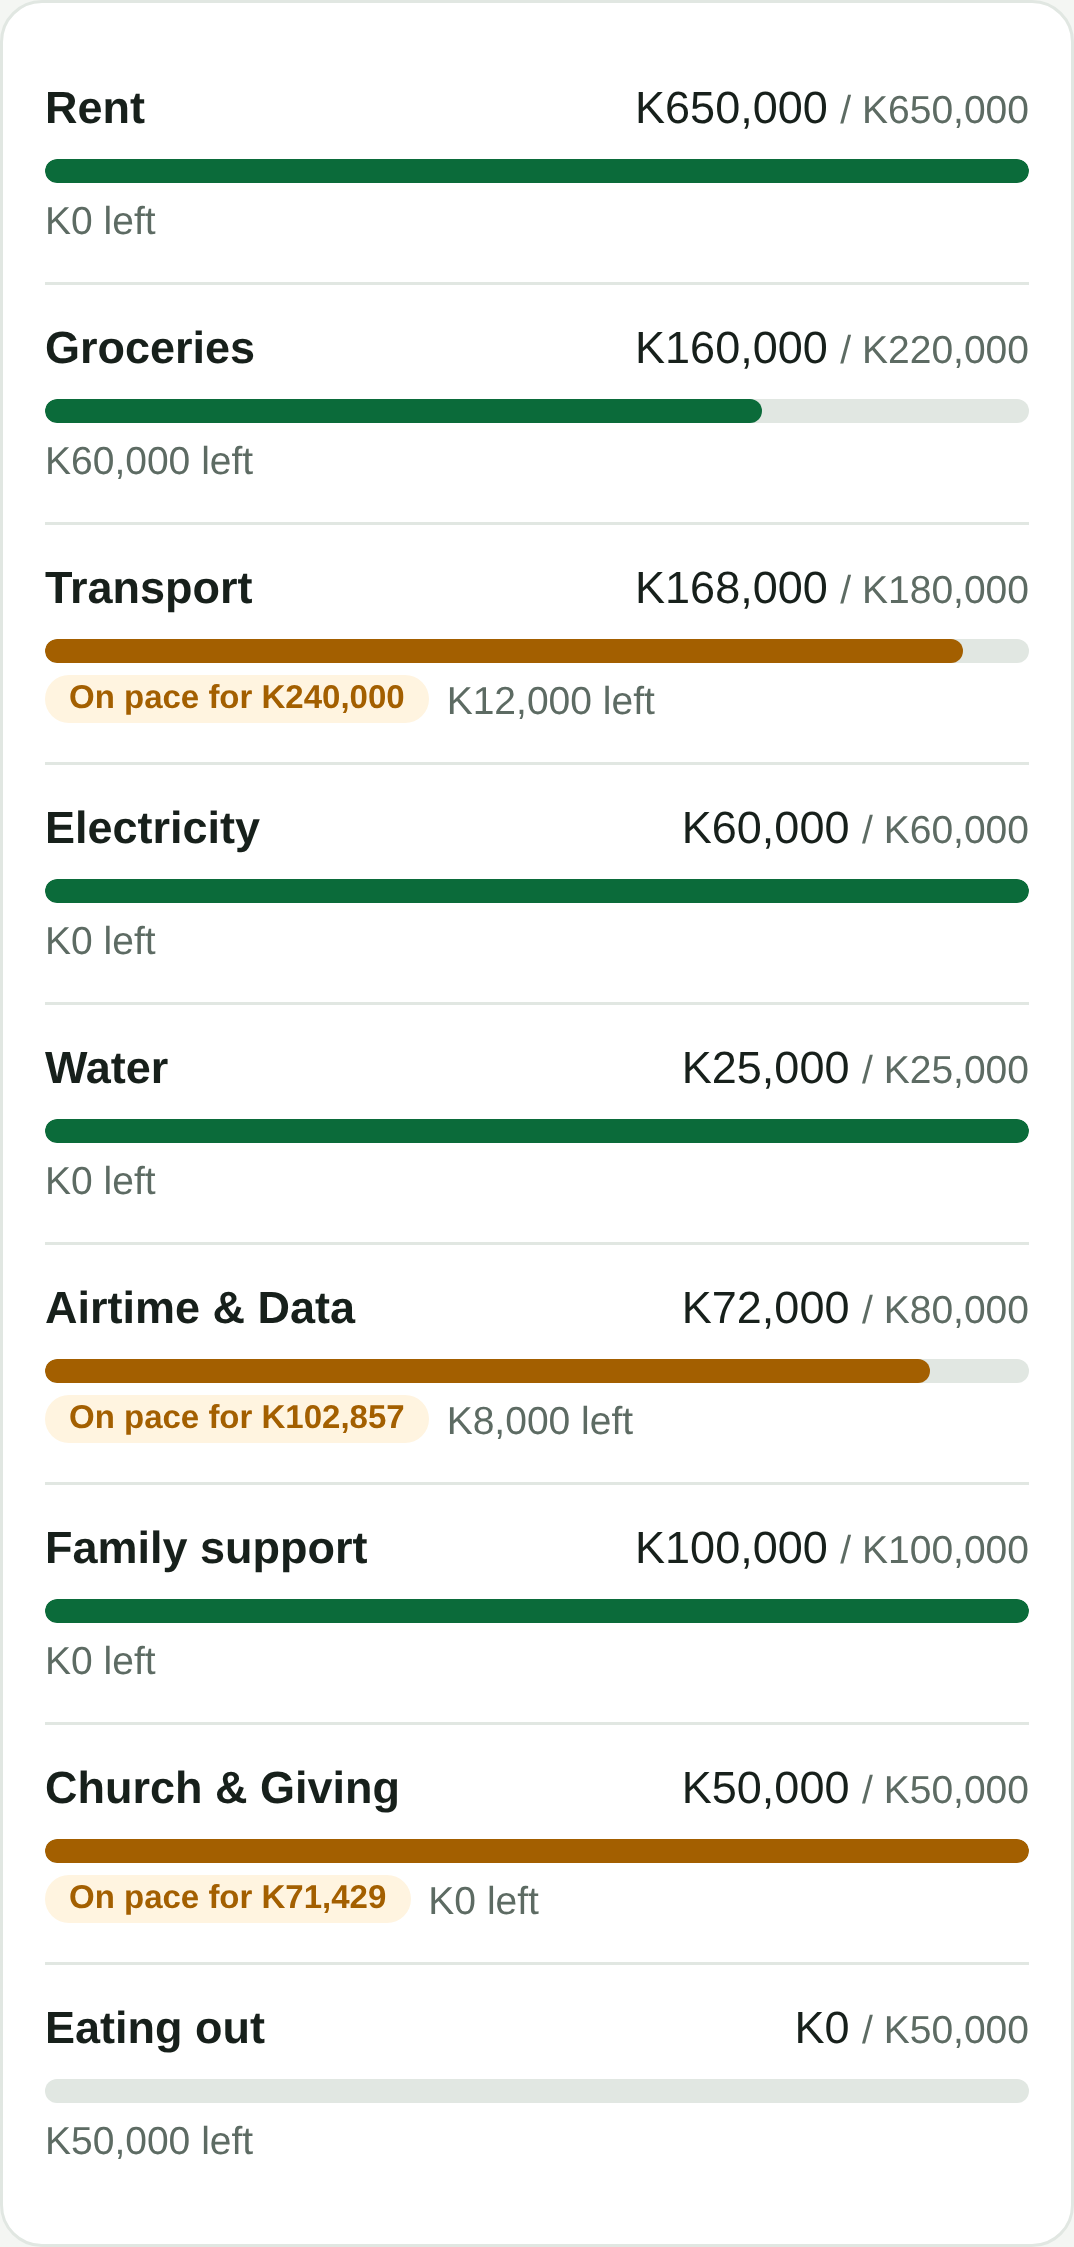 Rent K650,000 / K650,000
K0 left
Groceries K160,000 / K220,000
K60,000 left
Transport K168,000 / K180,000
On pace for K240,000 K12,000 left
Electricity K60,000 / K60,000
K0 left
Water K25,000 / K25,000
K0 left
Airtime & Data K72,000 / K80,000
On pace for K102,857 K8,000 left
Family support K100,000 / K100,000
K0 left
Church & Giving K50,000 / K50,000
On pace for K71,429 K0 left
Eating out K0 / K50,000
K50,000 left